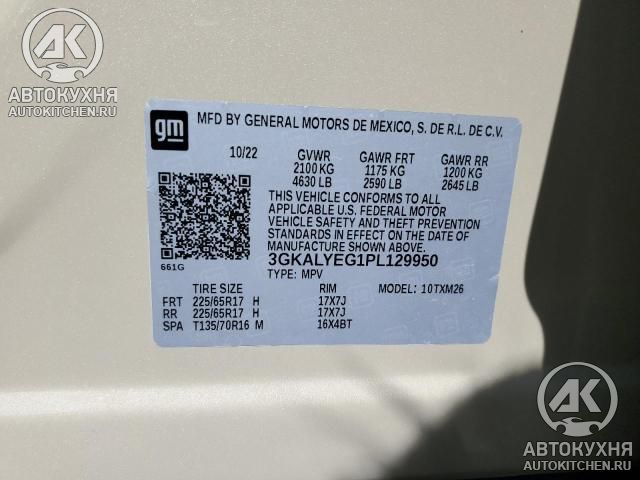 АВТОКУХНЯ
AUTOKITCHEN.RU
gm MFD BY GENERAL MOTORS DE MEXICO, S. DE R.L. DE C.V.
10/22 GVWR GAWR FRT GAWR RR
2100 KG 1175 KG 1200 KG
4630 LB 2590 LB 2645 LB
THIS VEHICLE CONFORMS TO ALL
APPLICABLE U.S. FEDERAL MOTOR
VEHICLE SAFETY AND THEFT PREVENTION
STANDARDS IN EFFECT ON THE DATE OF
MANUFACTURE SHOWN ABOVE.
661G 3GKALYEG1PL129950
TYPE: MPV
TIRE SIZE RIM MODEL: 10TXM26
FRT 225/65R17 H 17X7J
RR 225/65R17 H 17X7J
SPA T135/70R16 M 16X4BT
АК
АВТОКУХНЯ
AUTOKITCHEN.RU